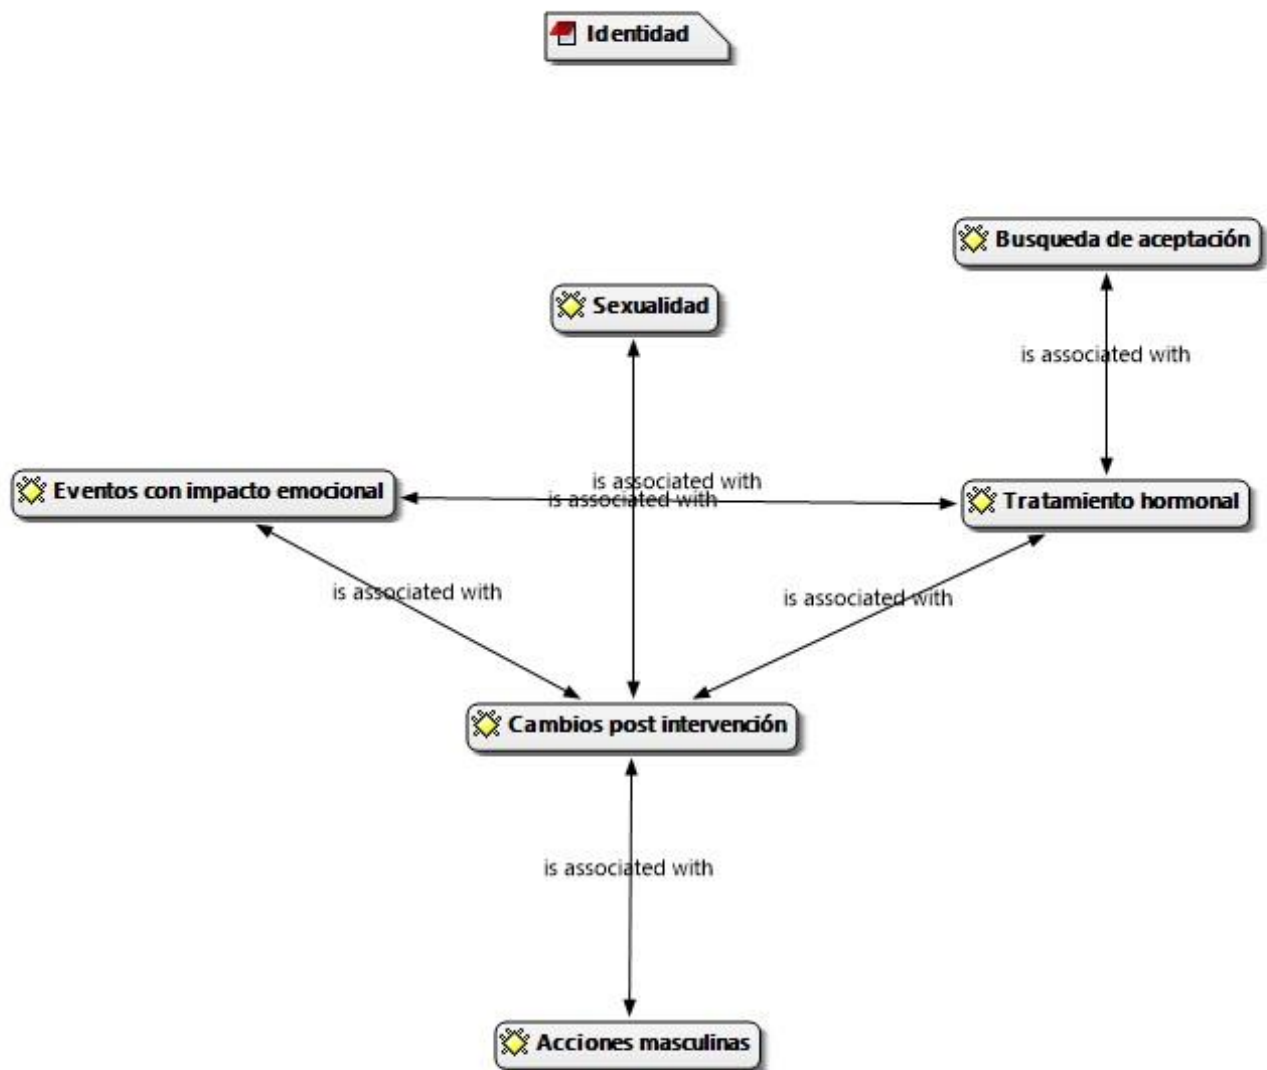 Identidad
Busqueda de aceptación
Sexualidad
is associated with
is associated with
is associated with
Eventos con impacto emocional
Tratamiento hormonal
is associated with
is associated with
Cambios post intervención
is associated with
Acciones masculinas